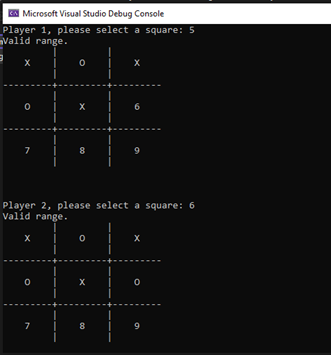 Microsoft Visual Studio Debug Console
Player 1, please select a square: 5
Valid range.
X | O | X
--------+--------+--------
O | X | 6
--------+--------+--------
7 | 8 | 9
Player 2, please select a square: 6
Valid range.
X | O | X
--------+--------+--------
O | X | O
--------+--------+--------
7 | 8 | 9